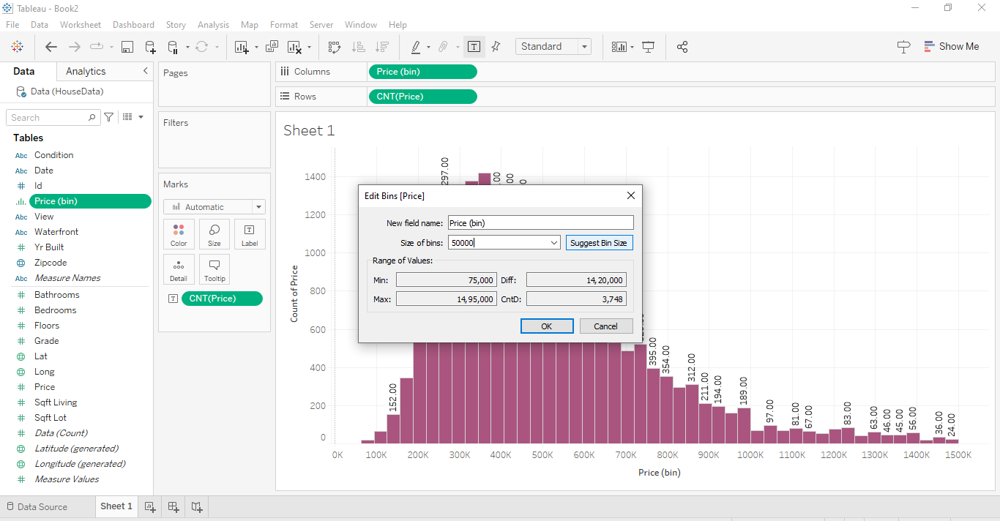 Tableau - Book2
File Data Worksheet Dashboard Story Analysis Map Format Server Window Help
Standard
Show Me
Data Analytics
Data (HouseData)
Search
Tables
Abc Condition
Abc Date
Id
Price (bin)
Abc View
Abc Waterfront
Yr Built
Zipcode
Abc Measure Names
Bathrooms
Bedrooms
Floors
Grade
Lat
Long
Price
Sqft Living
Sqft Lot
Data (Count)
Latitude (generated)
Longitude (generated)
Measure Values
Pages
Filters
Marks
Automatic
Color Size Label
Detail Tooltip
CNT(Price)
Columns Price (bin)
Rows CNT(Price)
Sheet 1
Count of Price
1400
1200
1000
800
600
400
200
0
152.00
297.00
395.00
354.00
312.00
211.00
194.00
189.00
97.00
81.00
67.00
83.00
63.00
46.00
45.00
56.00
36.00
24.00
0K 100K 200K 300K 400K 500K 600K 700K 800K 900K 1000K 1100K 1200K 1300K 1400K 1500K
Price (bin)
Edit Bins [Price]
New field name: Price (bin)
Size of bins: 50000 Suggest Bin Size
Range of Values:
Min: 75,000 Diff: 14,20,000
Max: 14,95,000 CntD: 3,748
OK Cancel
Data Source Sheet 1